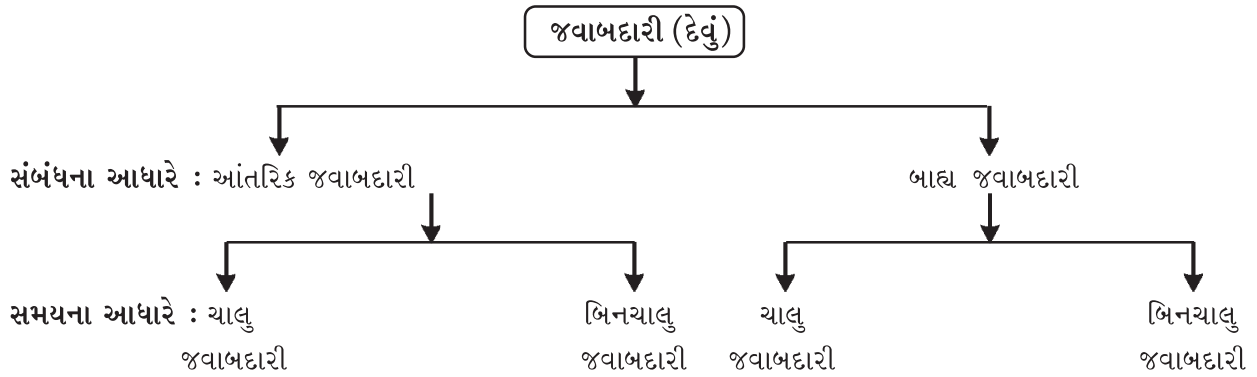 જવાબદારી (દેવું)
સંબંધના આધારે : આંતરિક જવાબદારી બાહ્ય જવાબદારી
સમયના આધારે : ચાલુ બિનચાલુ ચાલુ બિનચાલુ
જવાબદારી જવાબદારી જવાબદારી જવાબદારી